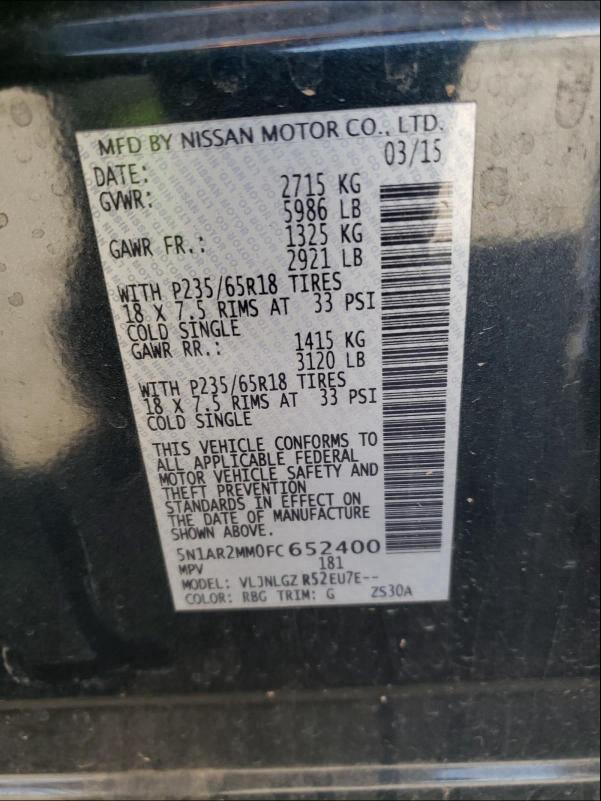 MFD BY NISSAN MOTOR CO., LTD.
DATE: 03/15
GVWR: 2715 KG
5986 LB
GAWR FR.: 1325 KG
2921 LB
WITH P235/65R18 TIRES
18 X 7.5 RIMS AT 33 PSI
COLD SINGLE
GAWR RR.: 1415 KG
3120 LB
WITH P235/65R18 TIRES
18 X 7.5 RIMS AT 33 PSI
COLD SINGLE
THIS VEHICLE CONFORMS TO
ALL APPLICABLE FEDERAL
MOTOR VEHICLE SAFETY AND
THEFT PREVENTION
STANDARDS IN EFFECT ON
THE DATE OF MANUFACTURE
SHOWN ABOVE.
5N1AR2MM0FC652400
MPV 181
MODEL: VLJNLGZ R52EU7E--
COLOR: RBG TRIM: G ZS30A